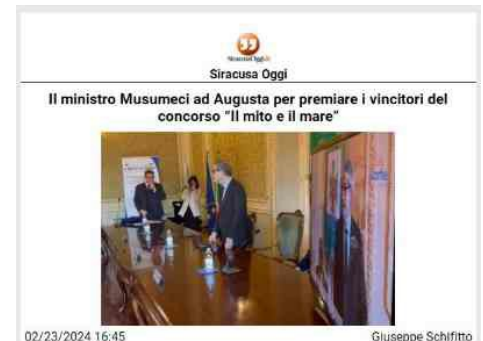 Siracusa Oggi
Il ministro Musumeci ad Augusta per premiare i vincitori del
concorso "Il mito e il mare"
02/23/2024 16:45
Giuseppe Schifitto